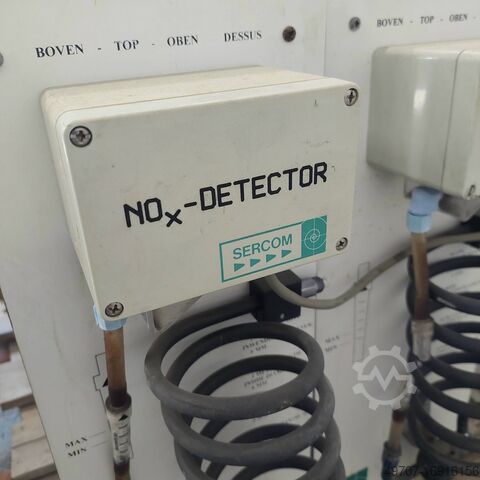 BOVEN - TOP - OBEN DESSUS
BOVEN - TOP - OBEN
NOx-DETECTOR
SERCOM
MAX
MIN
MAX
MIN